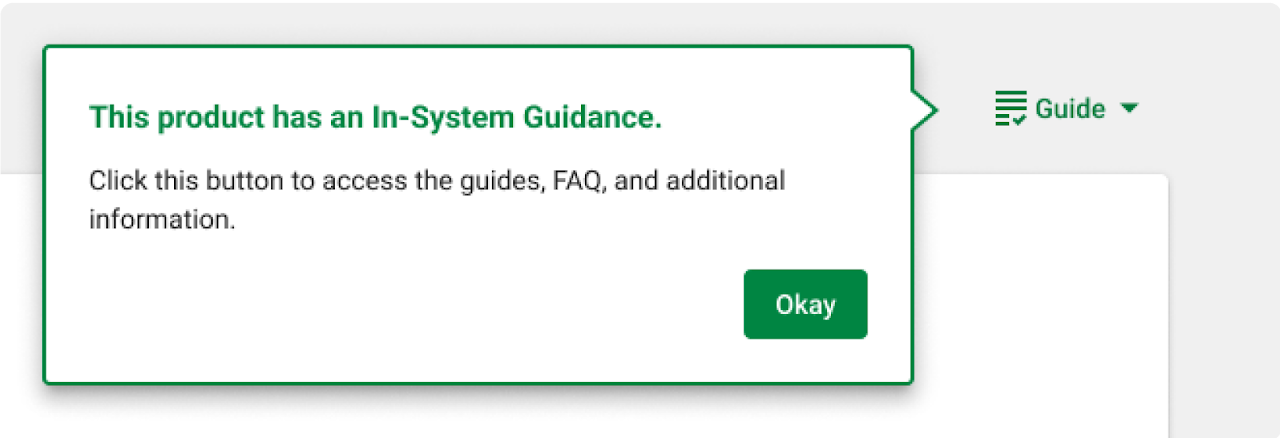 This product has an In-System Guidance.
Guide
Click this button to access the guides, FAQ, and additional
information.
Okay